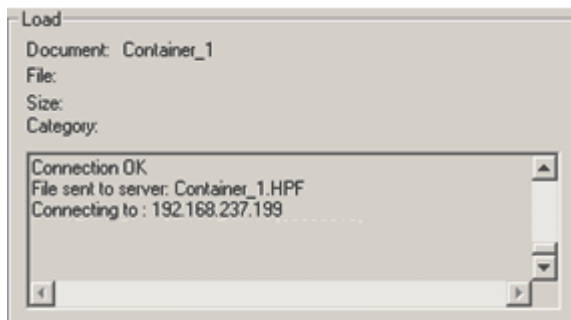 Load
Document: Container_1
File:
Size:
Category:
Connection OK
File sent to server: Container_1.HPF
Connecting to : 192.168.237.199